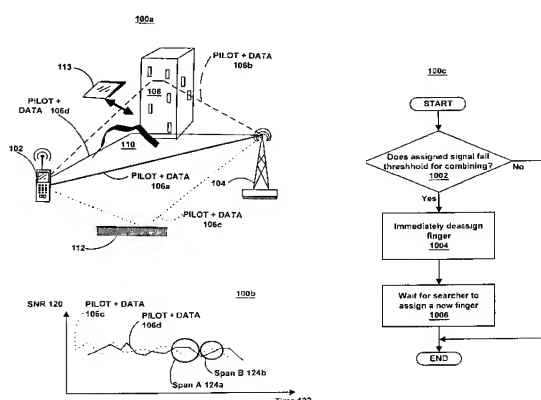 100a
PILOT +
DATA
106b
113
108
PILOT +
DATA
106d
110
102
PILOT + DATA
106a
104
PILOT + DATA
106c
112
100b
SNR 120
PILOT + DATA
106c
PILOT + DATA
106d
Span B 124b
Span A 124a
100c
START
Does assigned signal fail
threshhold for combining?
1002
No
Yes
Immediately deassign
finger
1004
Wait for searcher to
assign a new finger
1006
END